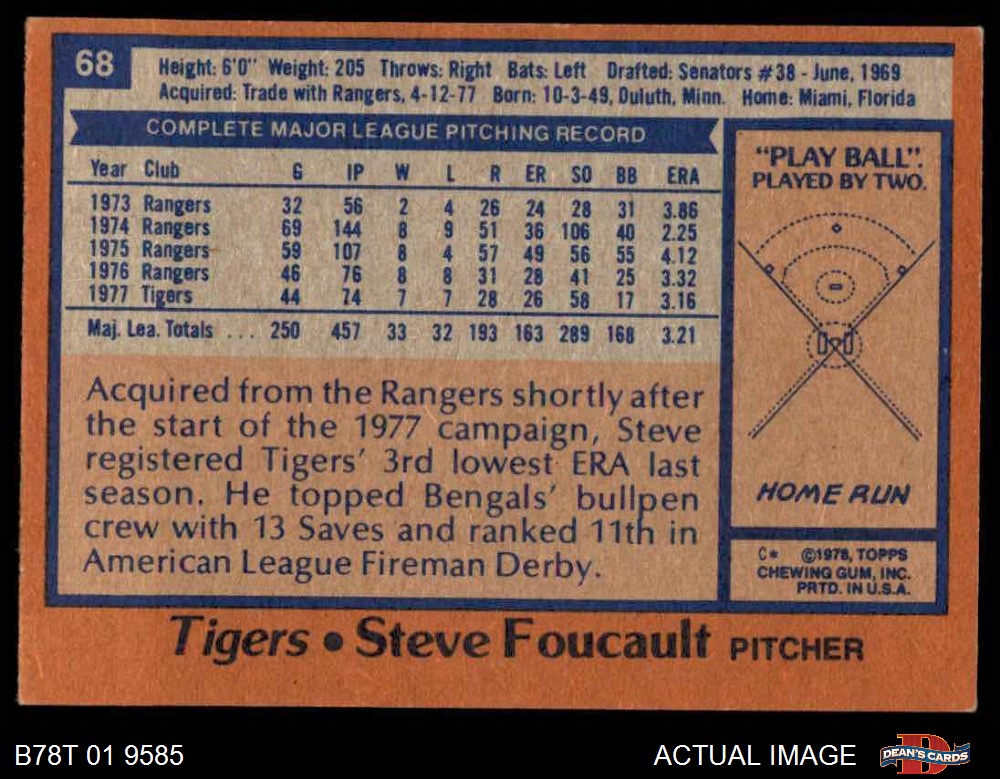 68
Height: 6'0" Weight: 205 Throws: Right Bats: Left Drafted: Senators #38 - June, 1969
Acquired: Trade with Rangers, 4-12-77 Born: 10-3-49, Duluth, Minn. Home: Miami, Florida
COMPLETE MAJOR LEAGUE PITCHING RECORD
Year Club G IP W L R ER SO BB ERA
1973 Rangers 32 56 2 4 26 24 28 31 3.86
1974 Rangers 69 144 8 9 51 36 106 40 2.25
1975 Rangers 59 107 8 4 57 49 56 55 4.12
1976 Rangers 46 76 8 8 31 28 41 25 3.32
1977 Tigers 44 74 7 7 28 26 58 17 3.16
Maj. Lea. Totals ... 250 457 33 32 193 163 289 168 3.21
Acquired from the Rangers shortly after
the start of the 1977 campaign, Steve
registered Tigers' 3rd lowest ERA last
season. He topped Bengals' bullpen
crew with 13 Saves and ranked 11th in
American League Fireman Derby.
"PLAY BALL".
PLAYED BY TWO.
HOME RUN
C* ©1978, TOPPS
CHEWING GUM, INC.
PRTD. IN U.S.A.
Tigers • Steve Foucault PITCHER
B78T 01 9585
ACTUAL IMAGE
DEAN'S CARDS